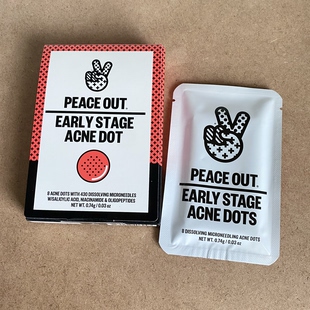 PEACE OUT.
EARLY STAGE
ACNE DOT
8 ACNE DOTS WITH 430 DISSOLVING MICRONEEDLES
W/SALICYLIC ACID, NIACINAMIDE & OLIGOPEPTIDES
NET WT. 0.74g / 0.03 oz
PEACE OUT.
EARLY STAGE
ACNE DOTS
8 DISSOLVING MICRONEEDLING ACNE DOTS
NET WT. 0.74g / 0.03 oz